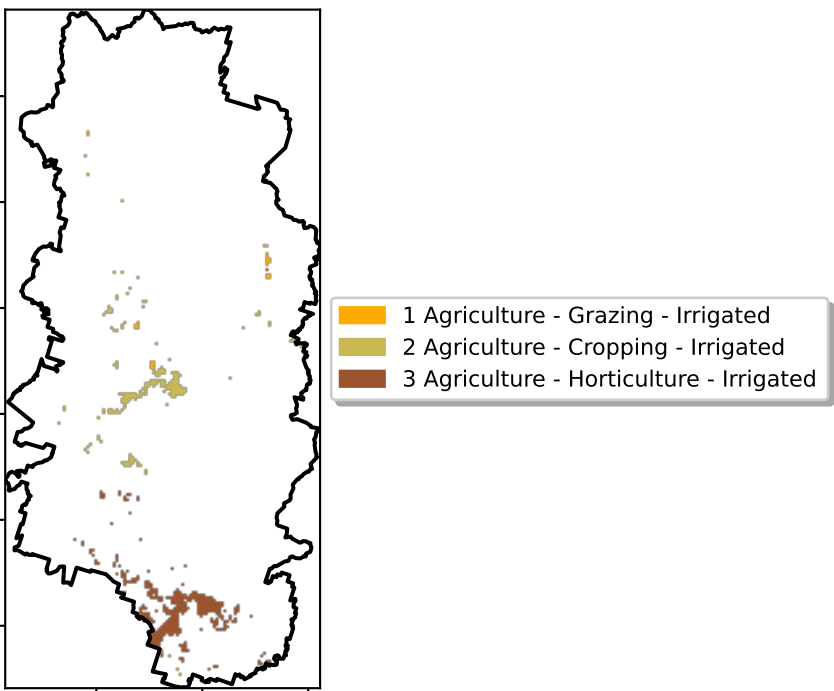 1 Agriculture - Grazing - Irrigated
2 Agriculture - Cropping - Irrigated
3 Agriculture - Horticulture - Irrigated